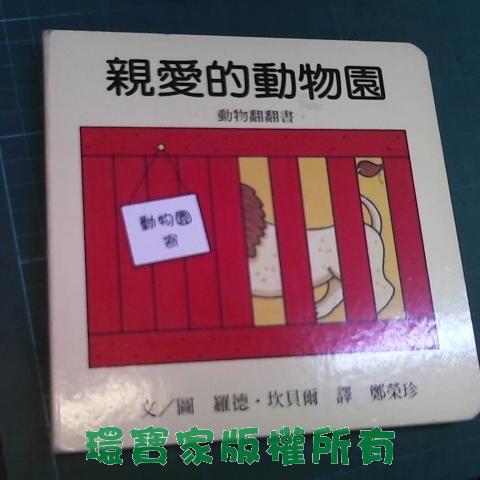 親愛的動物園
動物翻翻書
動物園
寄
文／圖 羅德・坎貝爾 譯 鄭榮珍
環寶家版權所有